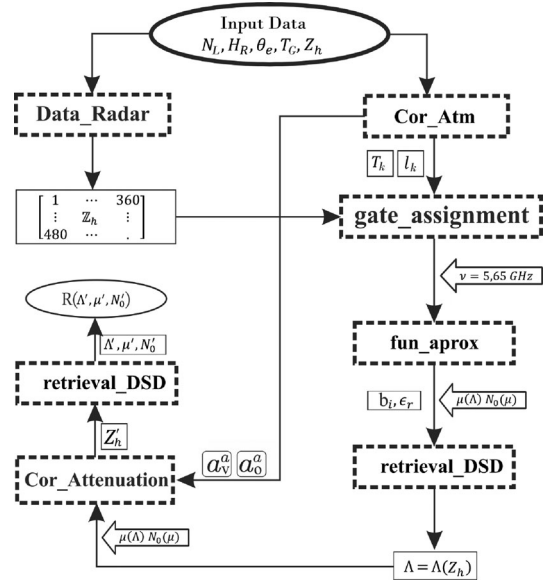 Input Data
N_L, H_R, θ_e, T_G, Z_h
Data_Radar
Cor_Atm
T_k l_k
1 ⋯ 360
⋮ ℤ_h ⋮
480 ⋯ .
gate_assignment
ν = 5,65 GHz
R(Λ′, μ′, N′_0)
Λ′, μ′, N′_0
fun_aprox
retrieval_DSD
b_i, ϵ_r
μ(Λ) N_0(μ)
Z′_h
a^a_v a^a_o
retrieval_DSD
Cor_Attenuation
μ(Λ) N_0(μ)
Λ = Λ(Z_h)